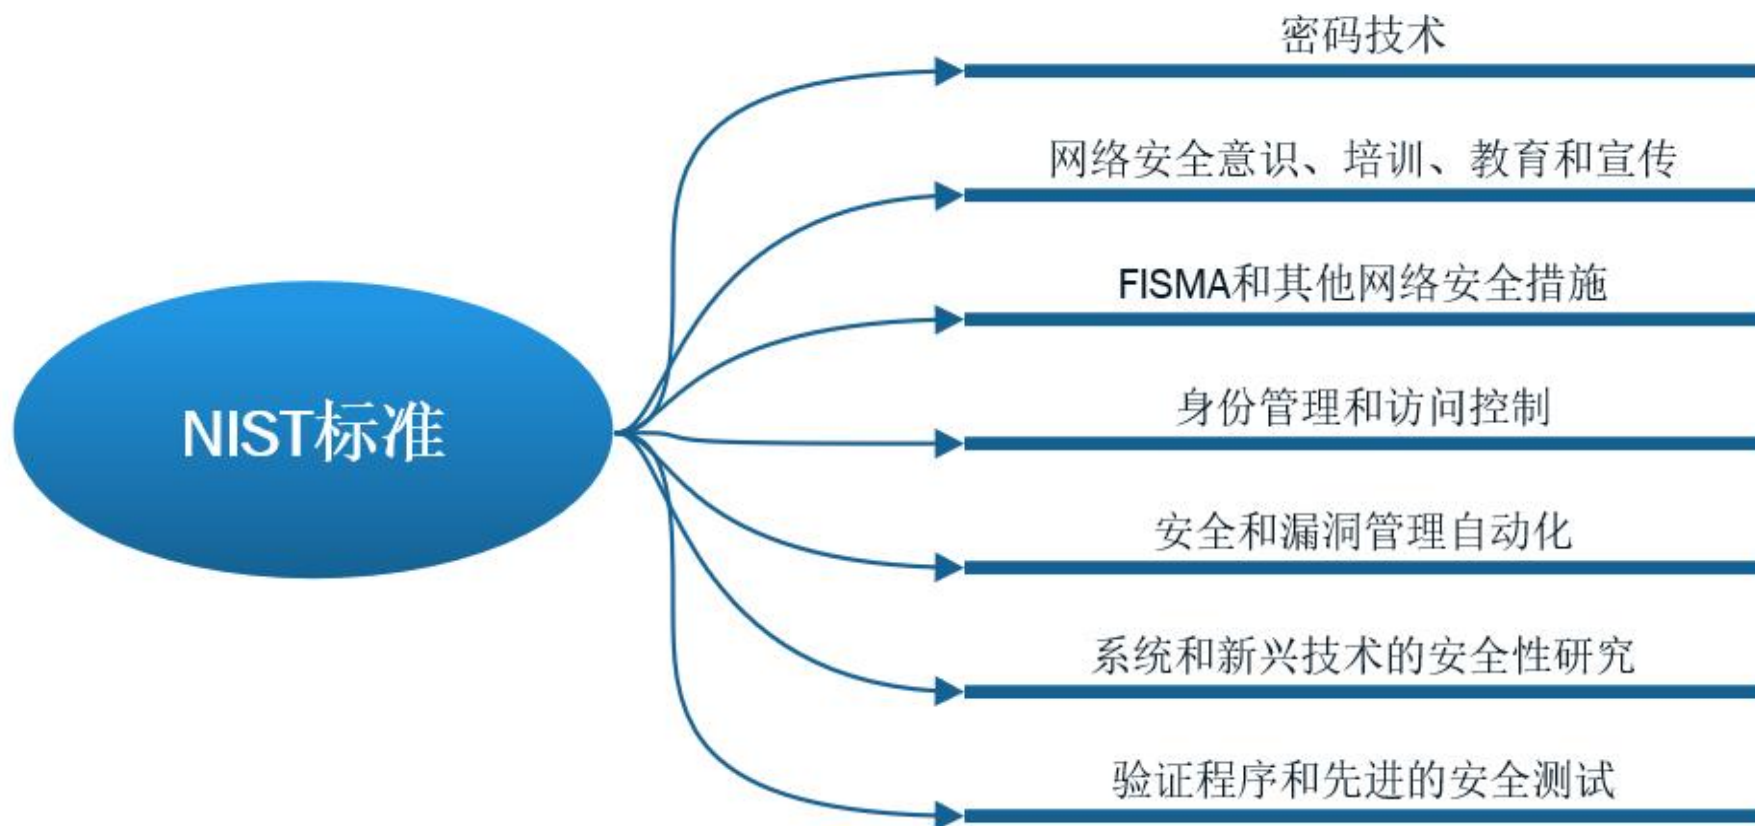 密码技术
网络安全意识、培训、教育和宣传
FISMA和其他网络安全措施
NIST标准
身份管理和访问控制
安全和漏洞管理自动化
系统和新兴技术的安全性研究
验证程序和先进的安全测试